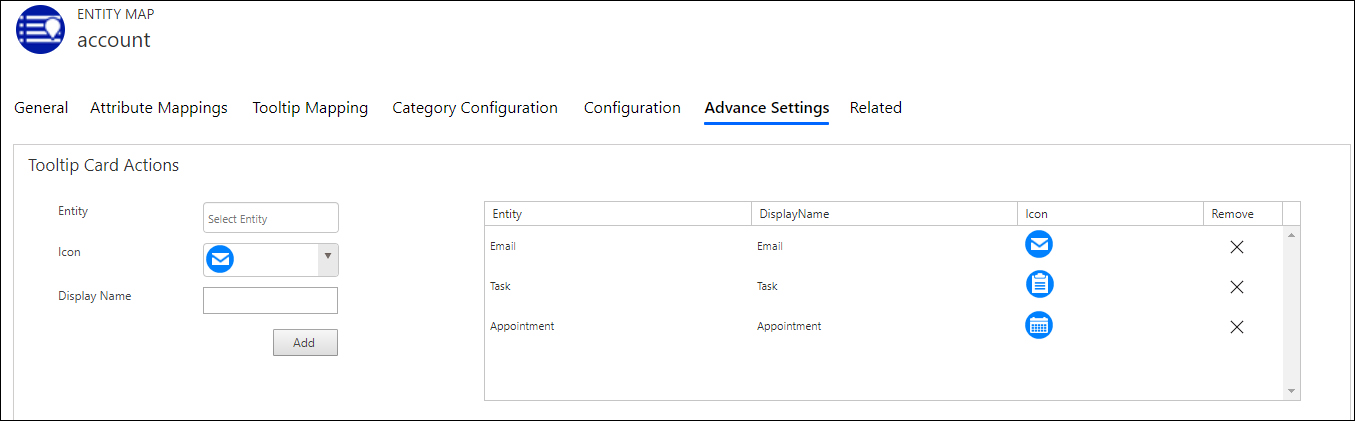 ENTITY MAP
account
General Attribute Mappings Tooltip Mapping Category Configuration Configuration Advance Settings Related
Tooltip Card Actions
Entity Select Entity
Icon
Display Name
Add
Entity DisplayName Icon Remove
Email Email
Task Task
Appointment Appointment